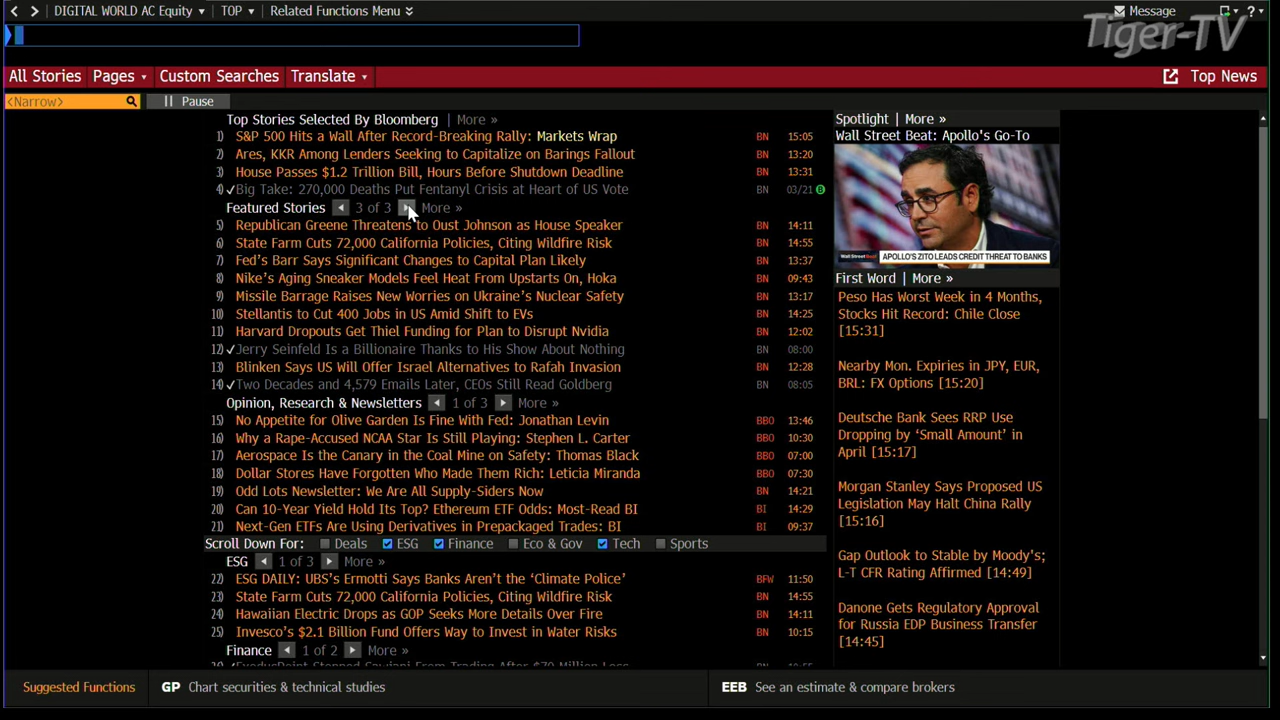 DIGITAL WORLD AC Equity TOP Related Functions Menu Message ?
Tiger-TV
All Stories Pages Custom Searches Translate Top News
<Narrow> Pause
Top Stories Selected By Bloomberg | More »
1) S&P 500 Hits a Wall After Record-Breaking Rally: Markets Wrap BN 15:05
2) Ares, KKR Among Lenders Seeking to Capitalize on Barings Fallout BN 13:20
3) House Passes $1.2 Trillion Bill, Hours Before Shutdown Deadline BN 13:31
4) ✓Big Take: 270,000 Deaths Put Fentanyl Crisis at Heart of US Vote BN 03/21 B
Featured Stories 3 of 3 More »
5) Republican Greene Threatens to Oust Johnson as House Speaker BN 14:11
6) State Farm Cuts 72,000 California Policies, Citing Wildfire Risk BN 14:55
7) Fed's Barr Says Significant Changes to Capital Plan Likely BN 13:37
8) Nike's Aging Sneaker Models Feel Heat From Upstarts On, Hoka BN 09:43
9) Missile Barrage Raises New Worries on Ukraine's Nuclear Safety BN 13:17
10) Stellantis to Cut 400 Jobs in US Amid Shift to EVs BN 14:25
11) Harvard Dropouts Get Thiel Funding for Plan to Disrupt Nvidia BN 12:02
12) ✓Jerry Seinfeld Is a Billionaire Thanks to His Show About Nothing BN 08:00
13) Blinken Says US Will Offer Israel Alternatives to Rafah Invasion BN 12:28
14) ✓Two Decades and 4,579 Emails Later, CEOs Still Read Goldberg BN 08:05
Opinion, Research & Newsletters 1 of 3 More »
15) No Appetite for Olive Garden Is Fine With Fed: Jonathan Levin BBO 13:46
16) Why a Rape-Accused NCAA Star Is Still Playing: Stephen L. Carter BBO 10:30
17) Aerospace Is the Canary in the Coal Mine on Safety: Thomas Black BBO 07:00
18) Dollar Stores Have Forgotten Who Made Them Rich: Leticia Miranda BBO 07:30
19) Odd Lots Newsletter: We Are All Supply-Siders Now BN 14:21
20) Can 10-Year Yield Hold Its Top? Ethereum ETF Odds: Most-Read BI BI 14:29
21) Next-Gen ETFs Are Using Derivatives in Prepackaged Trades: BI BI 09:37
Scroll Down For: Deals ESG Finance Eco & Gov Tech Sports
ESG 1 of 3 More »
22) ESG DAILY: UBS's Ermotti Says Banks Aren't the 'Climate Police' BFW 11:50
23) State Farm Cuts 72,000 California Policies, Citing Wildfire Risk BN 14:55
24) Hawaiian Electric Drops as GOP Seeks More Details Over Fire BN 14:11
25) Invesco's $2.1 Billion Fund Offers Way to Invest in Water Risks BN 10:15
Finance 1 of 2 More »
Spotlight | More »
Wall Street Beat: Apollo's Go-To
Wall Street Beat APOLLO'S ZITO LEADS CREDIT THREAT TO BANKS
First Word | More »
Peso Has Worst Week in 4 Months,
Stocks Hit Record: Chile Close
[15:31]
Nearby Mon. Expiries in JPY, EUR,
BRL: FX Options [15:20]
Deutsche Bank Sees RRP Use
Dropping by 'Small Amount' in
April [15:17]
Morgan Stanley Says Proposed US
Legislation May Halt China Rally
[15:16]
Gap Outlook to Stable by Moody's;
L-T CFR Rating Affirmed [14:49]
Danone Gets Regulatory Approval
for Russia EDP Business Transfer
[14:45]
Suggested Functions GP Chart securities & technical studies EEB See an estimate & compare brokers